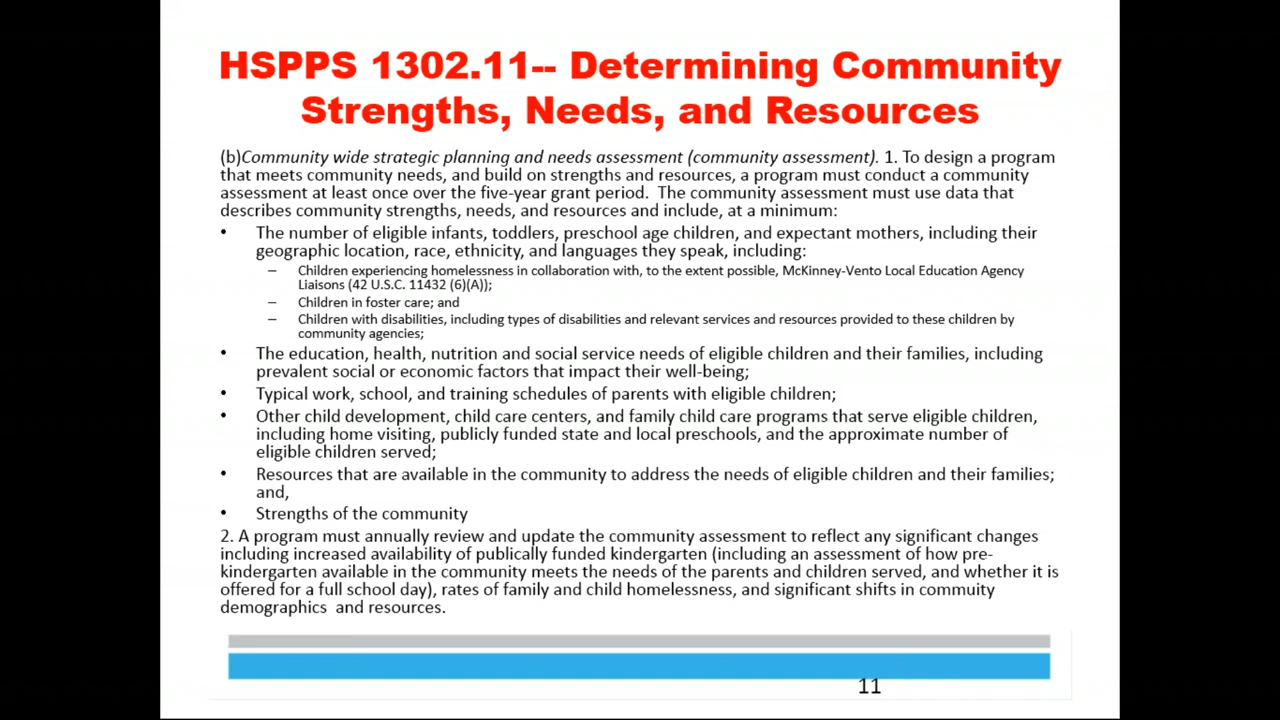 HSPPS 1302.11-- Determining Community
Strengths, Needs, and Resources
(b)Community wide strategic planning and needs assessment (community assessment). 1. To design a program
that meets community needs, and build on strengths and resources, a program must conduct a community
assessment at least once over the five-year grant period.  The community assessment must use data that
describes community strengths, needs, and resources and include, at a minimum:
• The number of eligible infants, toddlers, preschool age children, and expectant mothers, including their
geographic location, race, ethnicity, and languages they speak, including:
– Children experiencing homelessness in collaboration with, to the extent possible, McKinney-Vento Local Education Agency
Liaisons (42 U.S.C. 11432 (6)(A));
– Children in foster care; and
– Children with disabilities, including types of disabilities and relevant services and resources provided to these children by
community agencies;
• The education, health, nutrition and social service needs of eligible children and their families, including
prevalent social or economic factors that impact their well-being;
• Typical work, school, and training schedules of parents with eligible children;
• Other child development, child care centers, and family child care programs that serve eligible children,
including home visiting, publicly funded state and local preschools, and the approximate number of
eligible children served;
• Resources that are available in the community to address the needs of eligible children and their families;
and,
• Strengths of the community
2. A program must annually review and update the community assessment to reflect any significant changes
including increased availability of publically funded kindergarten (including an assessment of how pre-
kindergarten available in the community meets the needs of the parents and children served, and whether it is
offered for a full school day), rates of family and child homelessness, and significant shifts in commuity
demographics  and resources.
11